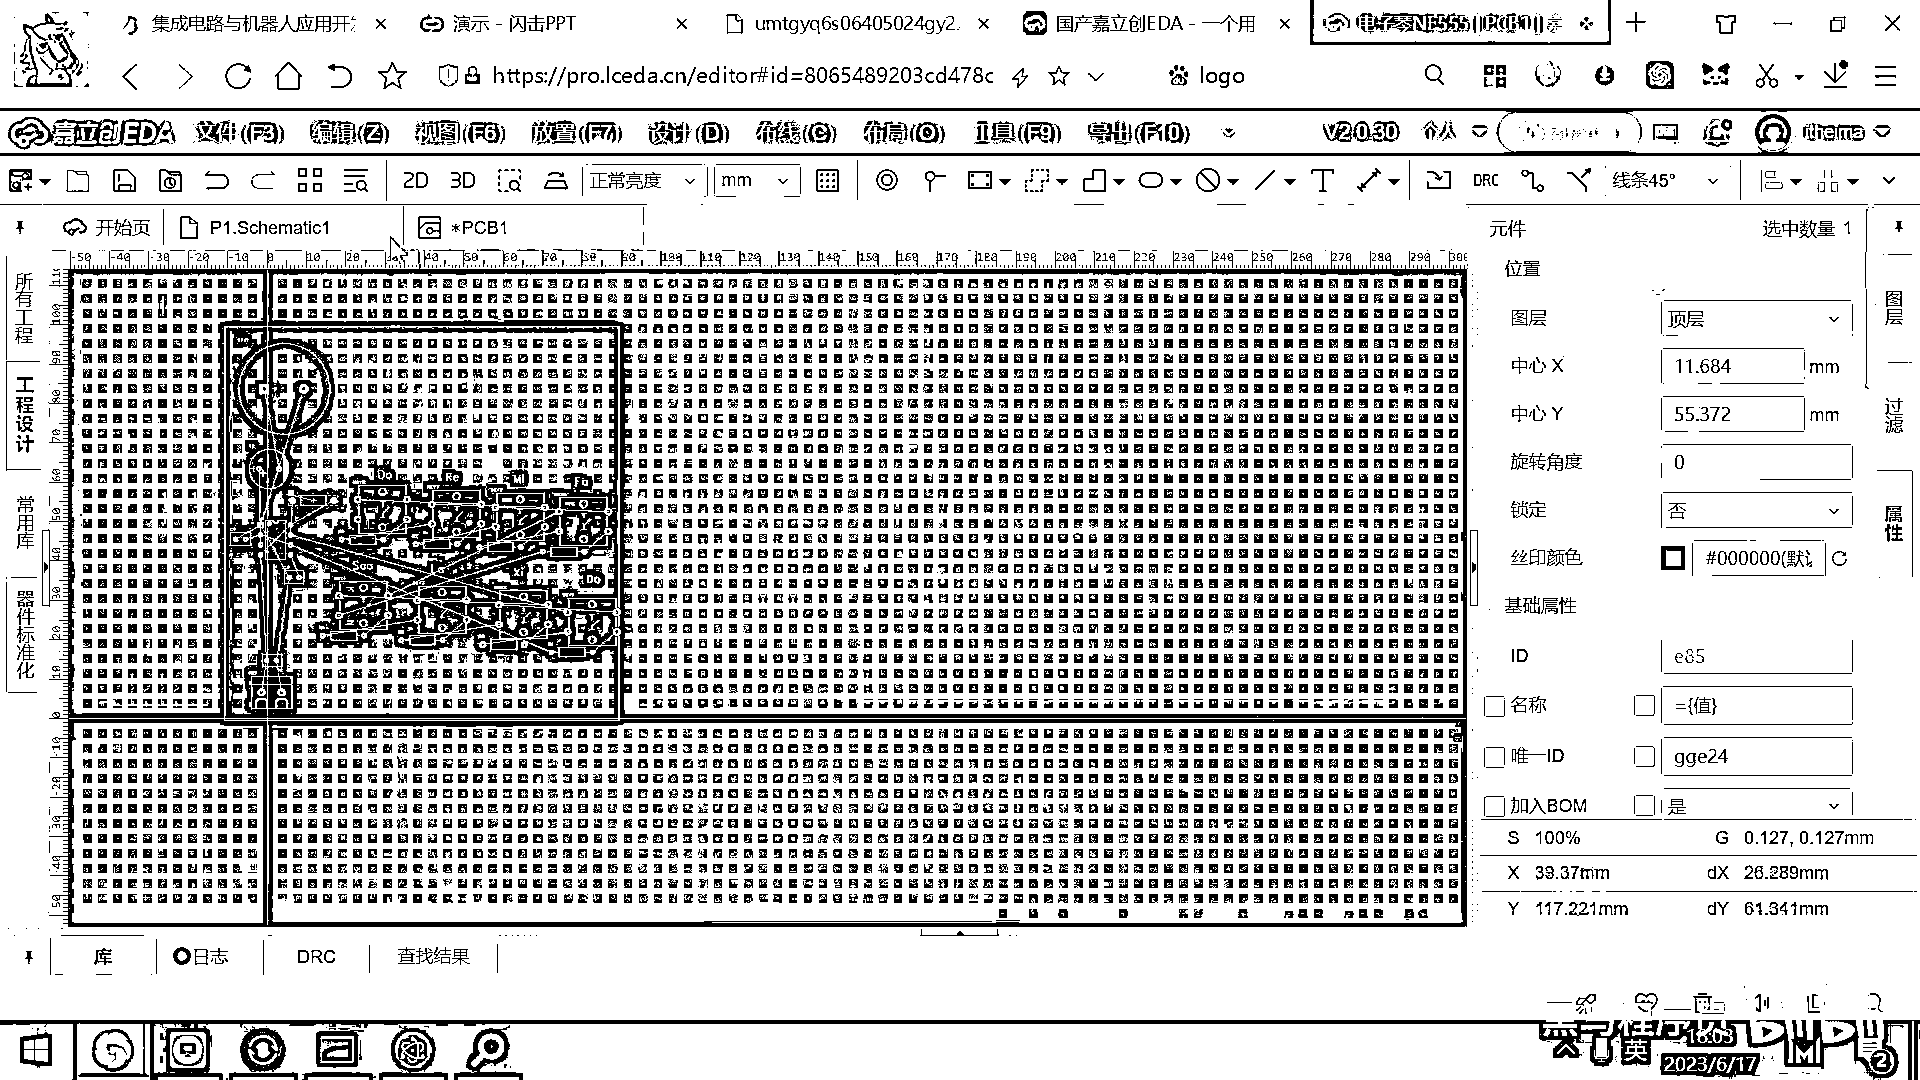 集成电路与机器人应用开发
演示 - 闪击PPT
umtgyq6s06405024gy2.
国产嘉立创EDA - 一个用
电子琴NE555 | PCB1 |
https://pro.lceda.cn/editor#id=8065489203cd478c
logo
嘉立创EDA 文件(F3) 编辑(Z) 视图(F6) 放置(F7) 设计(D) 布线(C) 布局(O) 工具(F9) 导出(F10) V2.0.30 个人 itheima
2D 3D 正常亮度 mm DRC 线条45°
开始页 P1.Schematic1 *PCB1
元件 选中数量 1
位置
图层 顶层
中心 X 11.684 mm
中心 Y 55.372 mm
旋转角度 0
锁定 否
丝印颜色 #000000(默认
基础属性
ID e85
名称 ={值}
唯一ID gge24
加入BOM 是
S 100% G 0.127, 0.127mm
X 39.37mm dX 26.289mm
Y 117.221mm dY 61.341mm
所有工程
工程设计
常用库
器件标准化
图层
过滤
属性
Do Re Mi Fa
Soo
Do
库 日志 DRC 查找结果
英
18:03
2023/6/17
2